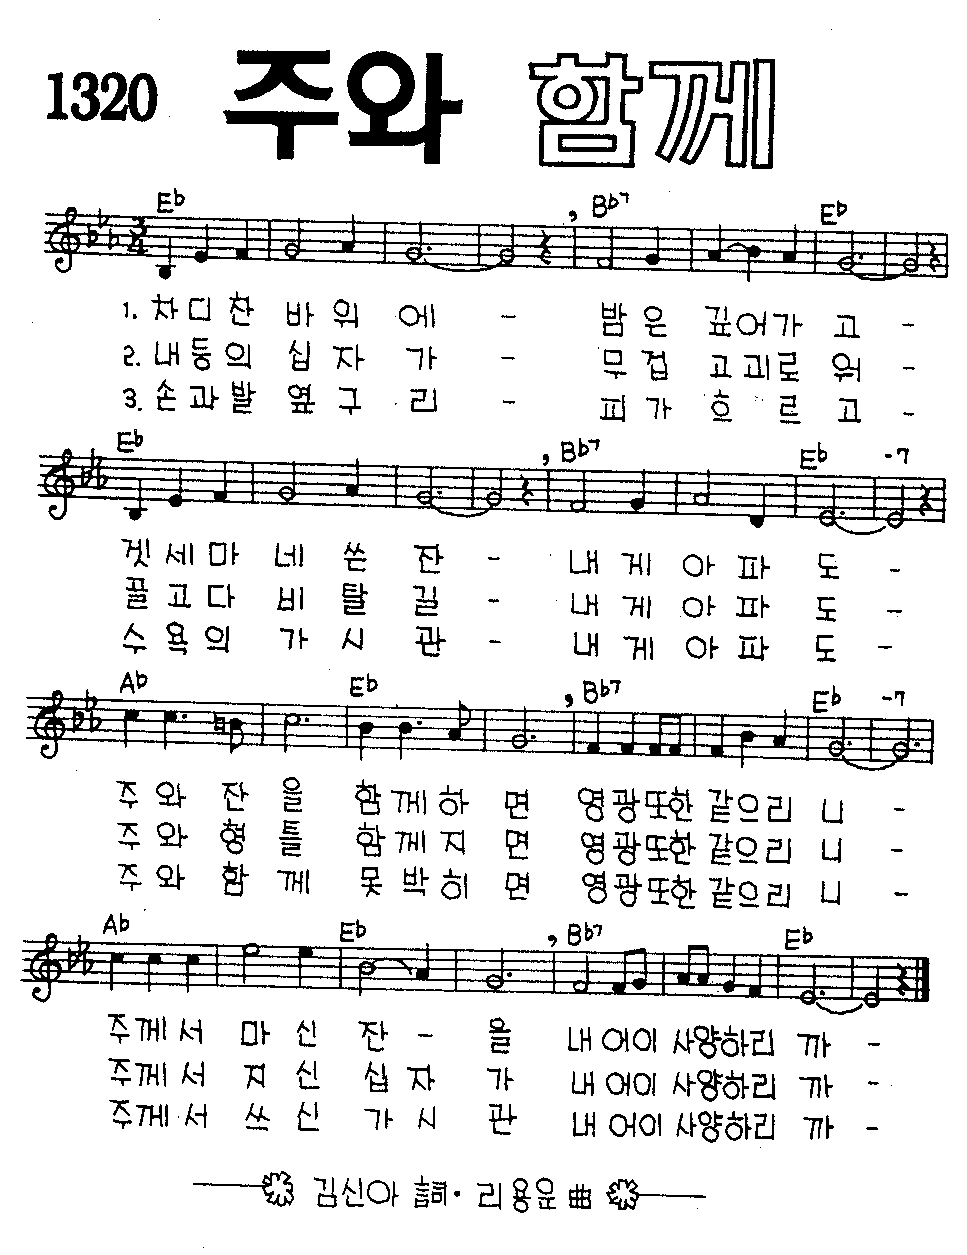 1320 주와 함께
Eb Bb7 Eb
1. 차디찬 바위에 - 밤은 깊어가고 -
2. 내등의 십자가 - 무겁고괴로워 -
3. 손과발 옆구리 - 피가흐르고 -
Eb Bb7 Eb -7
겟세마네 쓴잔 - 내게아파도 -
끌고다 비탈길 - 내게아파도 -
수욕의 가시관 - 내게아파도 -
Ab Eb Bb7 Eb -7
주와잔을 함께하면 영광또한같으리니 -
주와형틀 함께지면 영광또한같으리니 -
주와함께 못박히면 영광또한같으리니 -
Ab Eb Bb7 Eb
주께서 마신잔 - 을 내어이사양하리까 -
주께서 지신십자가 내어이사양하리까 -
주께서 쓰신가시관 내어이사양하리까 -
김신아 詞 · 리용운 曲